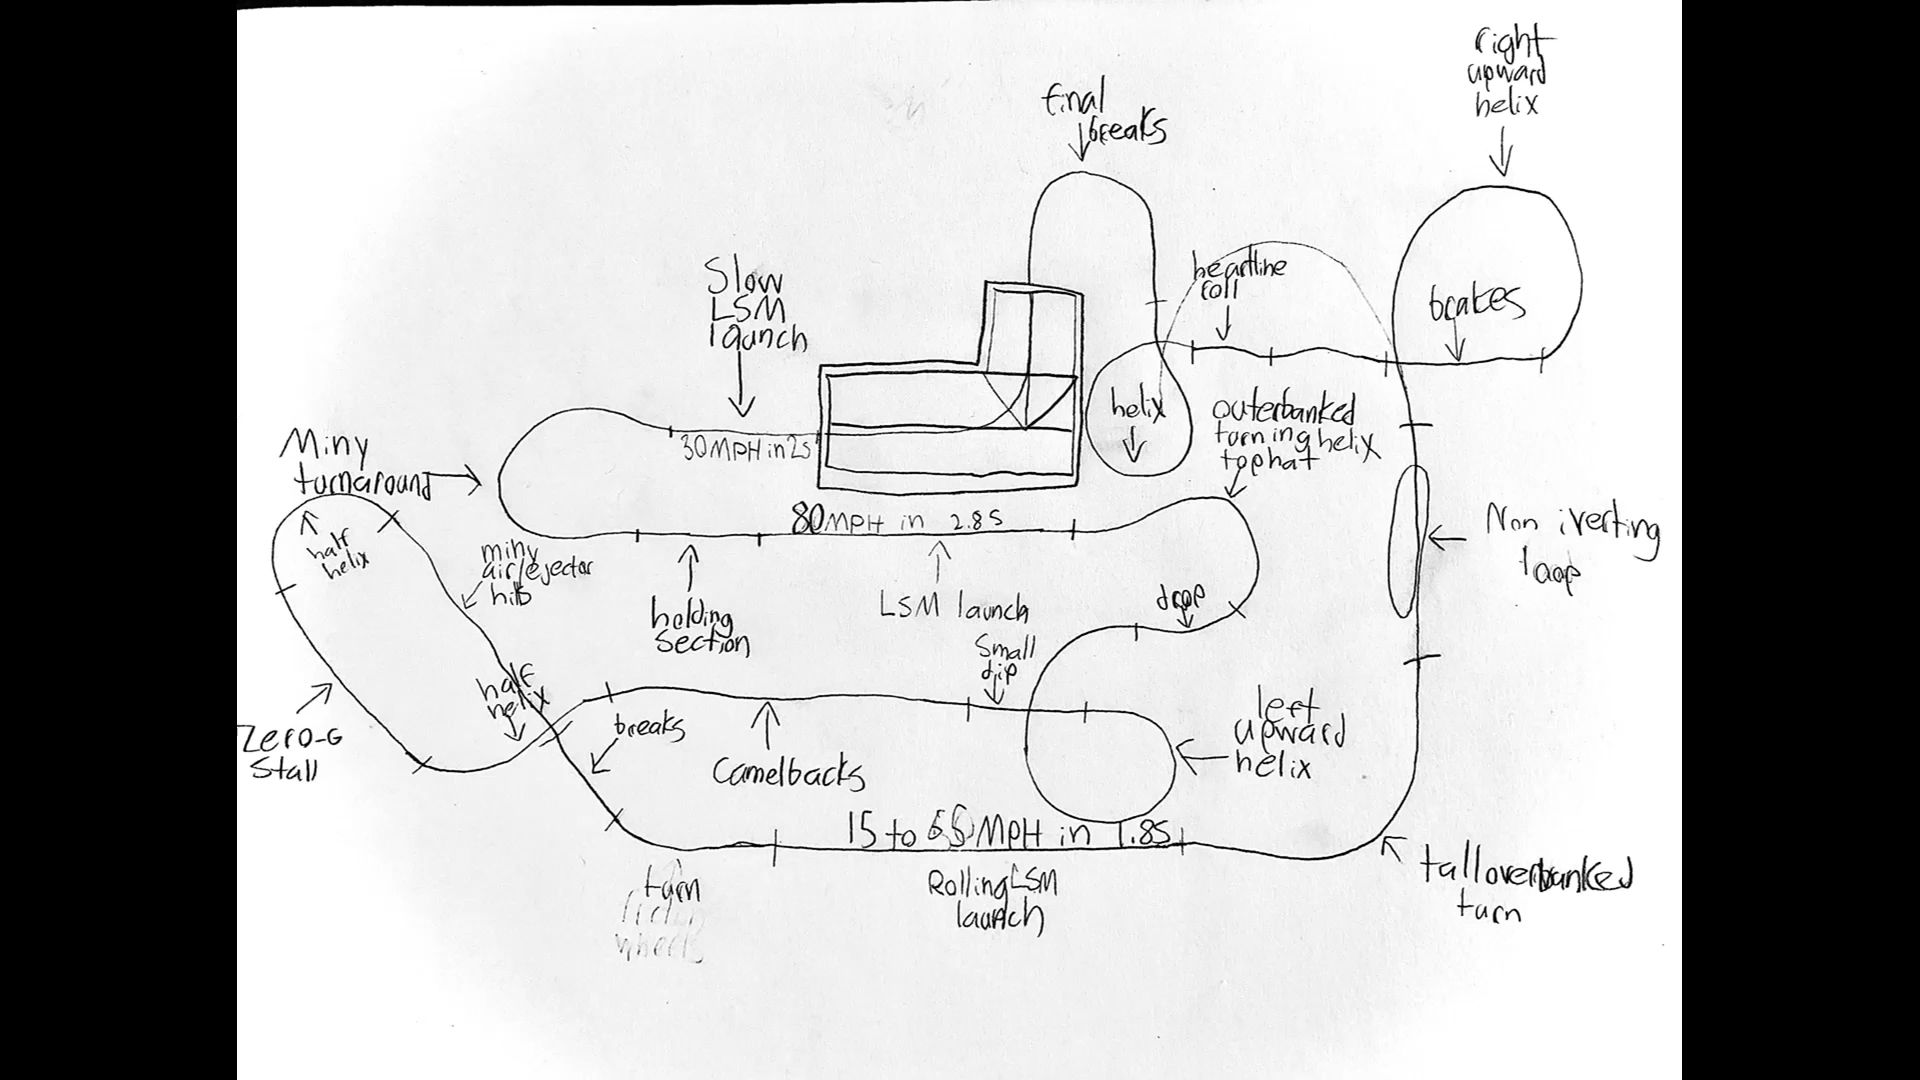 right
upward
helix
final
breaks
heartline
roll
brakes
Slow
LSM
launch
30MPH in 2s
helix
outerbanked
turning helix
tophat
Miny
turnaround
half
helix
miny
air/ejector
hills
80MPH in 2.8S
Non iverting
loop
holding
section
LSM launch
drop
Small
dip
half
helix
breaks
left
upward
helix
Zero-G
Stall
Camelbacks
15 to MPH in 1.8S
turn
Rolling LSM
launch
tall overbanked
turn